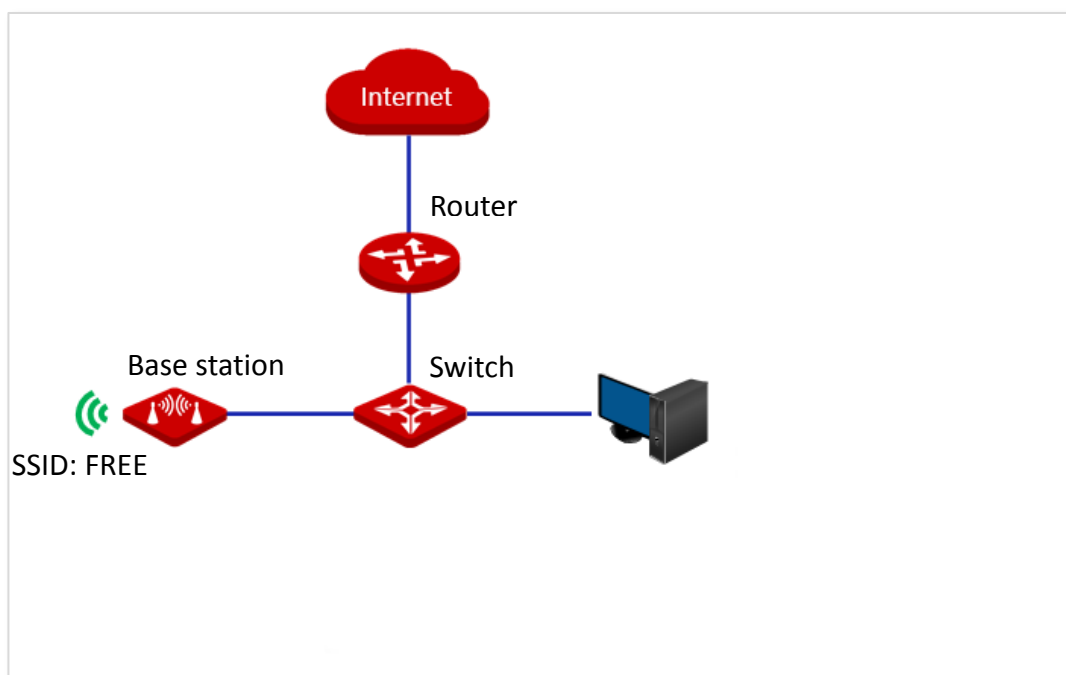 Internet
Router
Base station
Switch
SSID: FREE